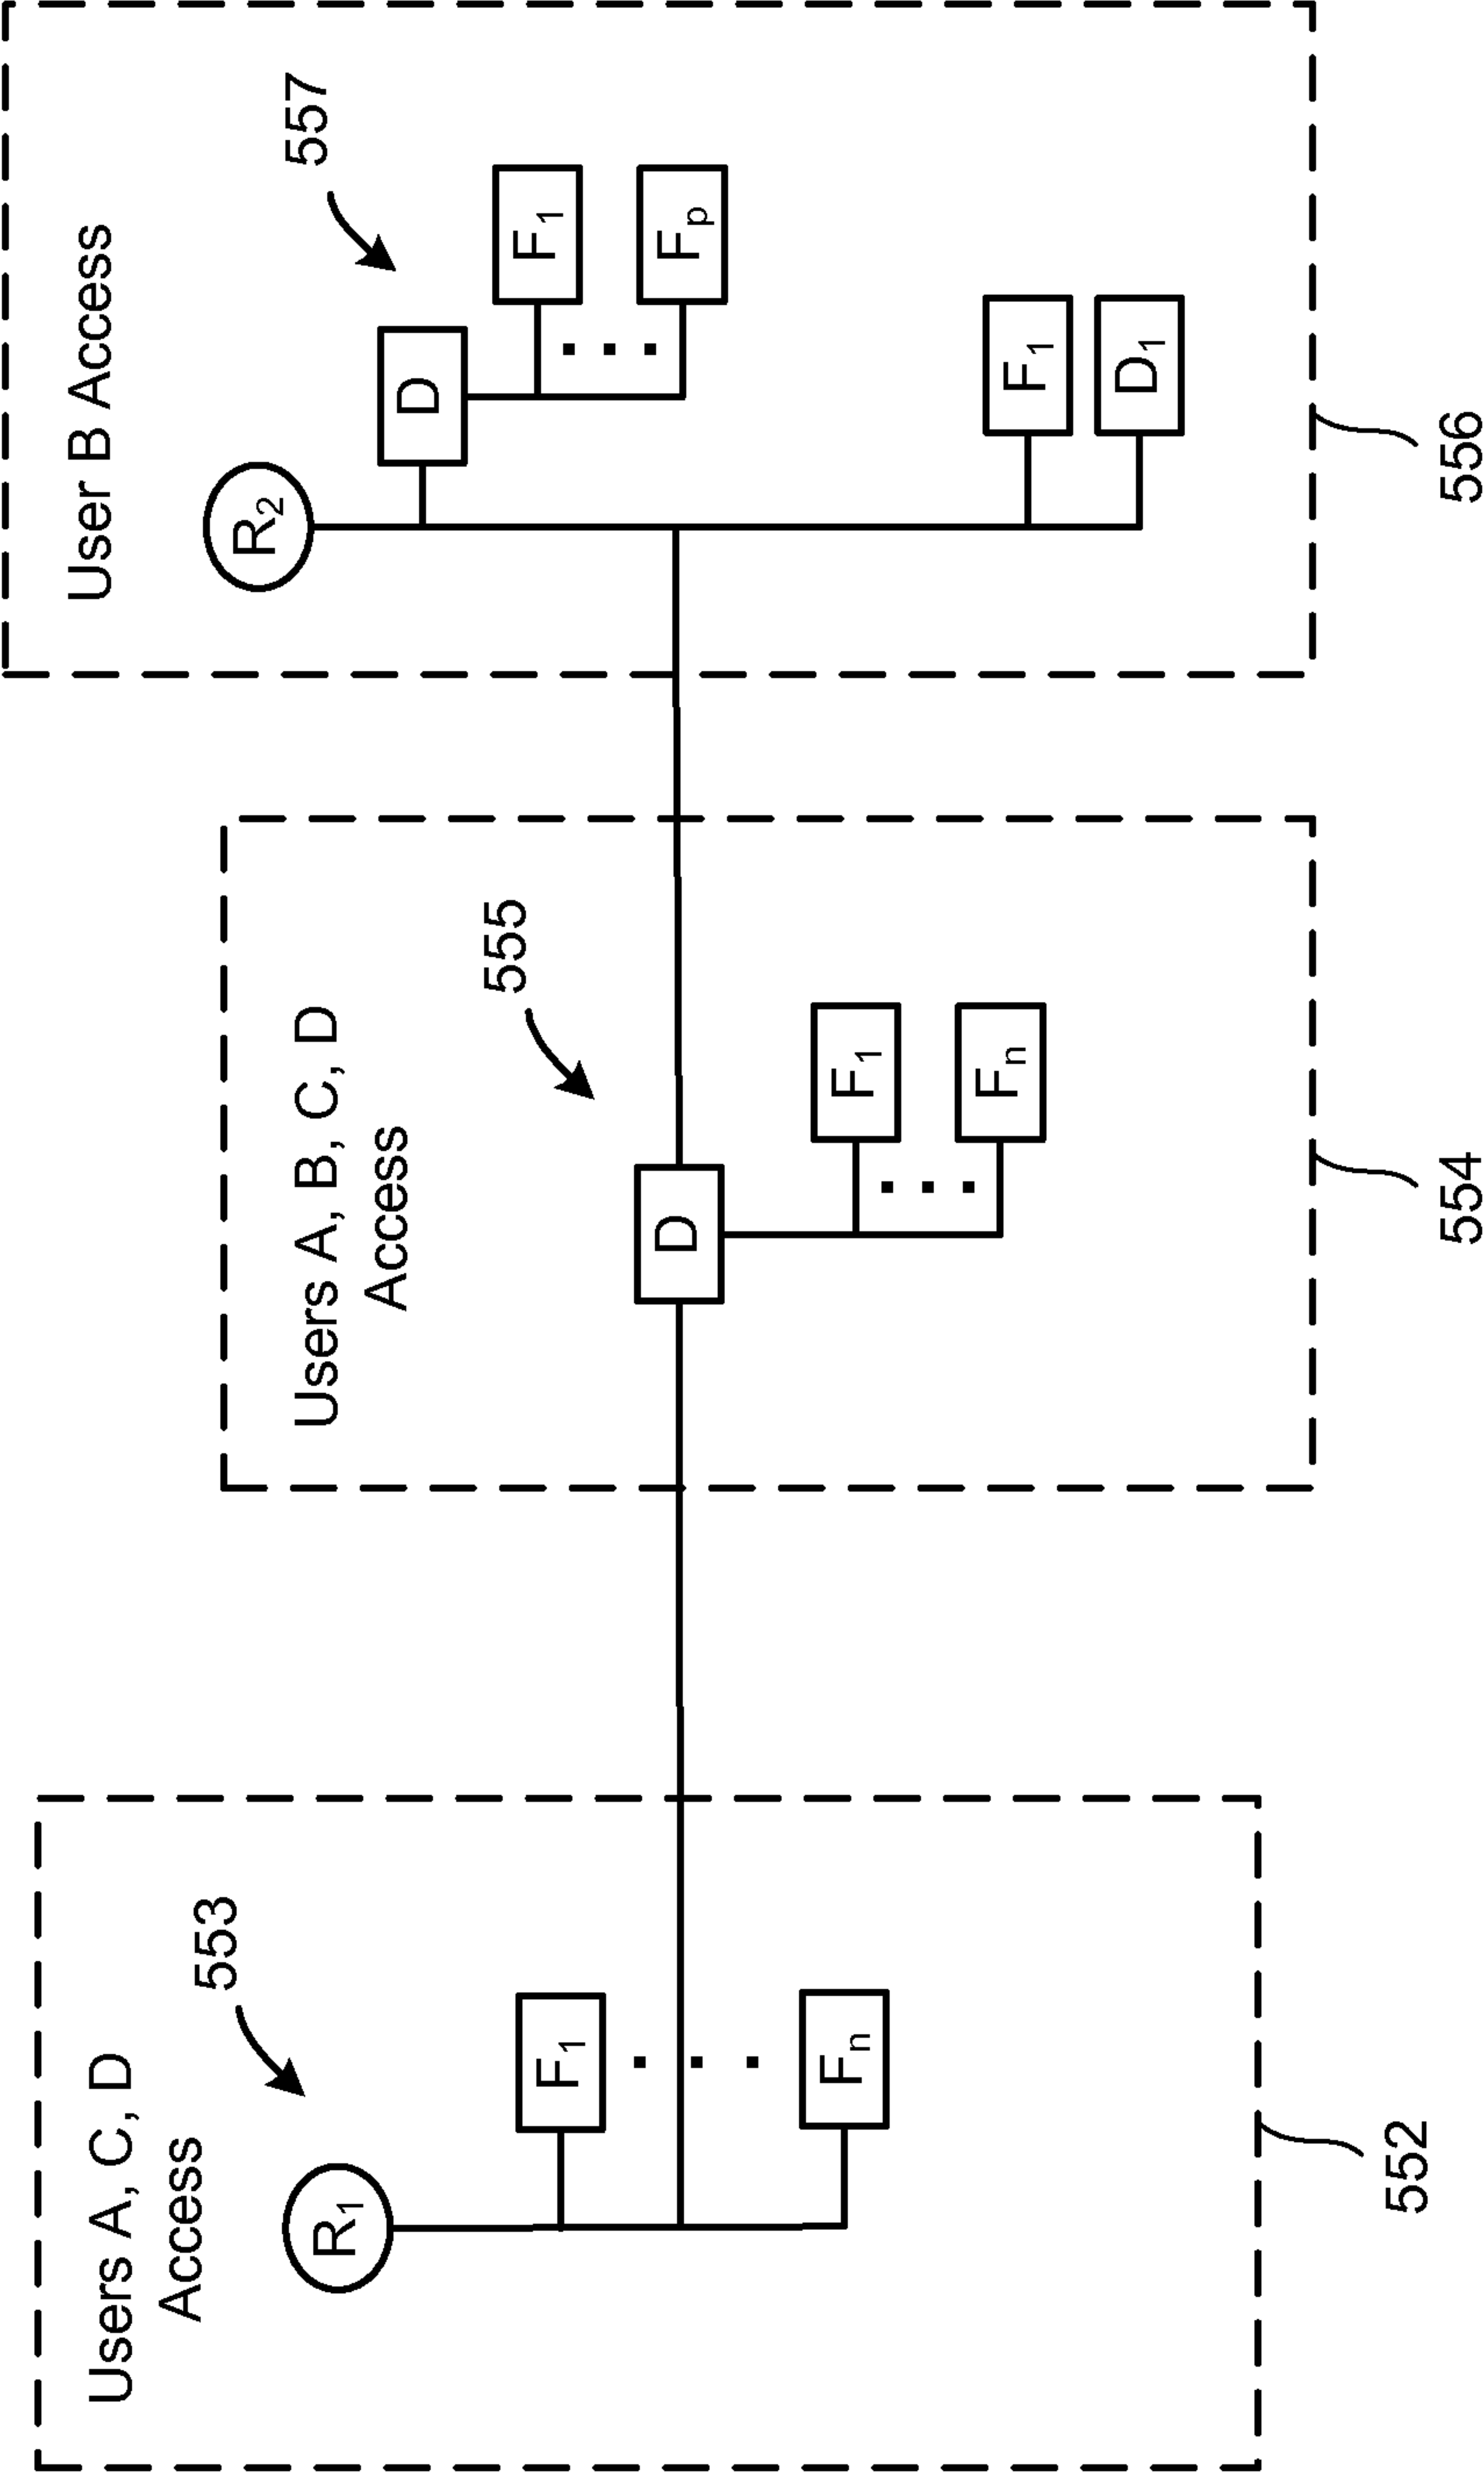 Users A, C, D
Access
553
R1
F1
Fn
552
Users A, B, C, D
Access
555
D
F1
Fn
554
User B Access
557
R2
D
F1
Fp
F1
D1
556